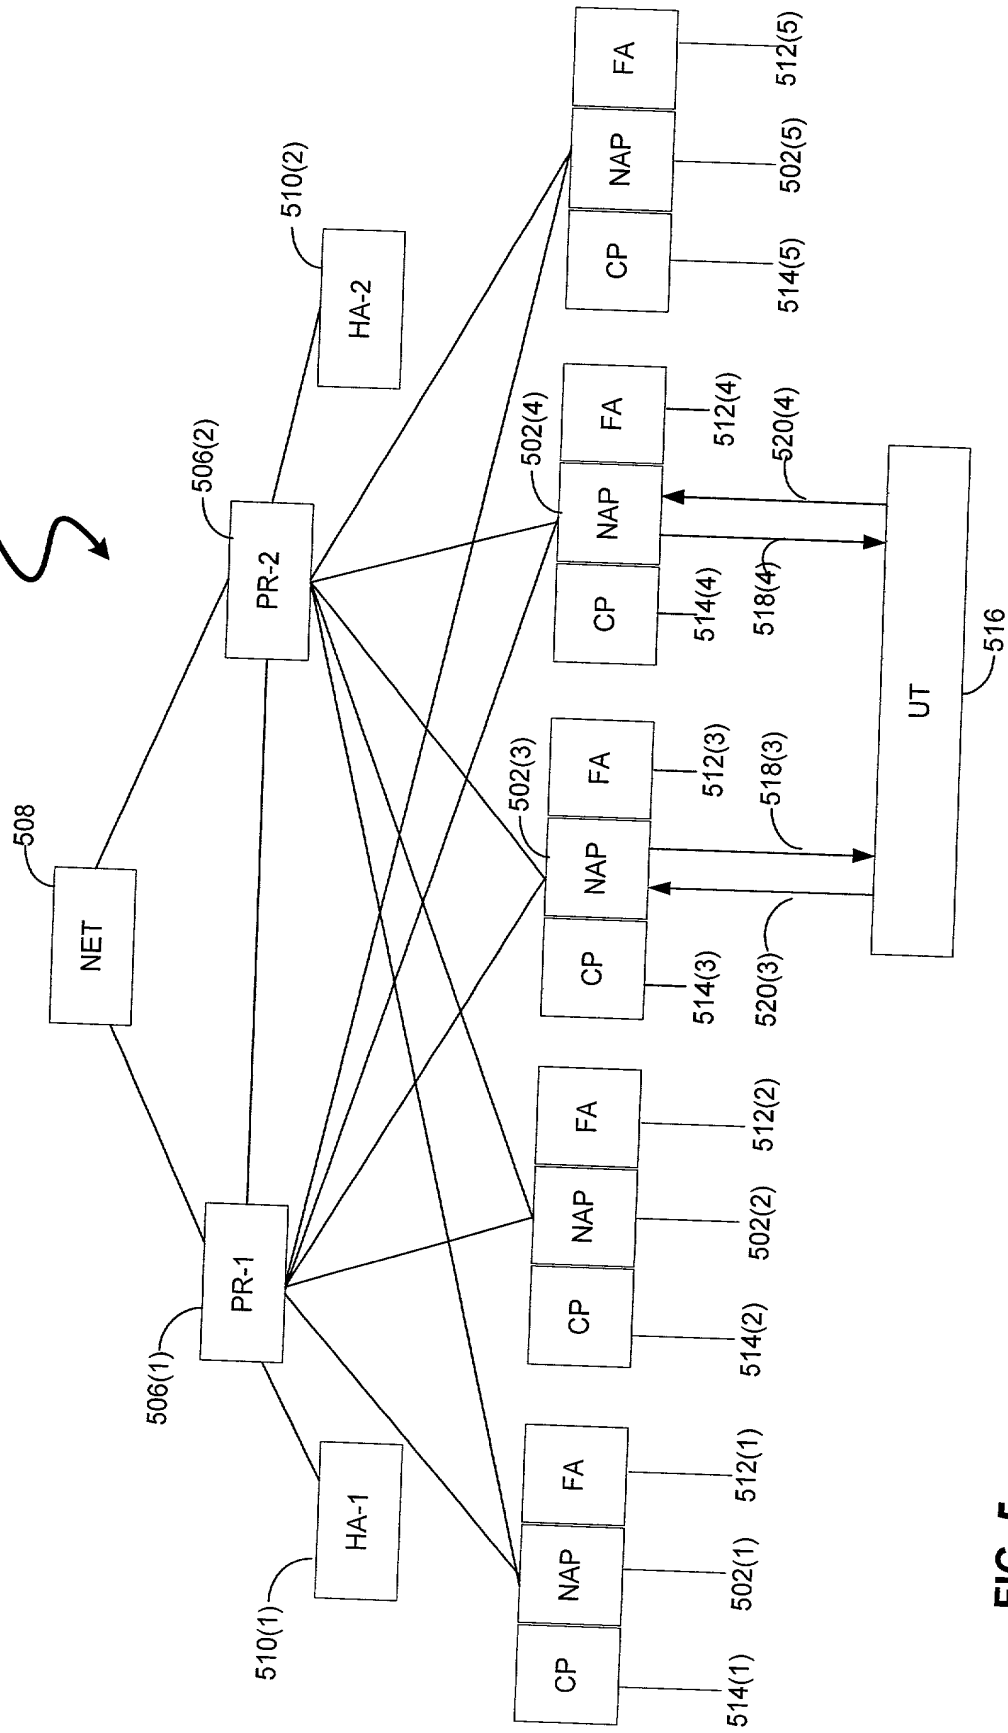 508
NET
506(1)
PR-1
506(2)
PR-2
510(1)
HA-1
510(2)
HA-2
CP
NAP
FA
514(1)
502(1)
512(1)
CP
NAP
FA
514(2)
502(2)
512(2)
502(3)
CP
NAP
FA
514(3)
512(3)
520(3)
518(3)
502(4)
CP
NAP
FA
514(4)
512(4)
518(4)
520(4)
CP
NAP
FA
514(5)
502(5)
512(5)
UT
516